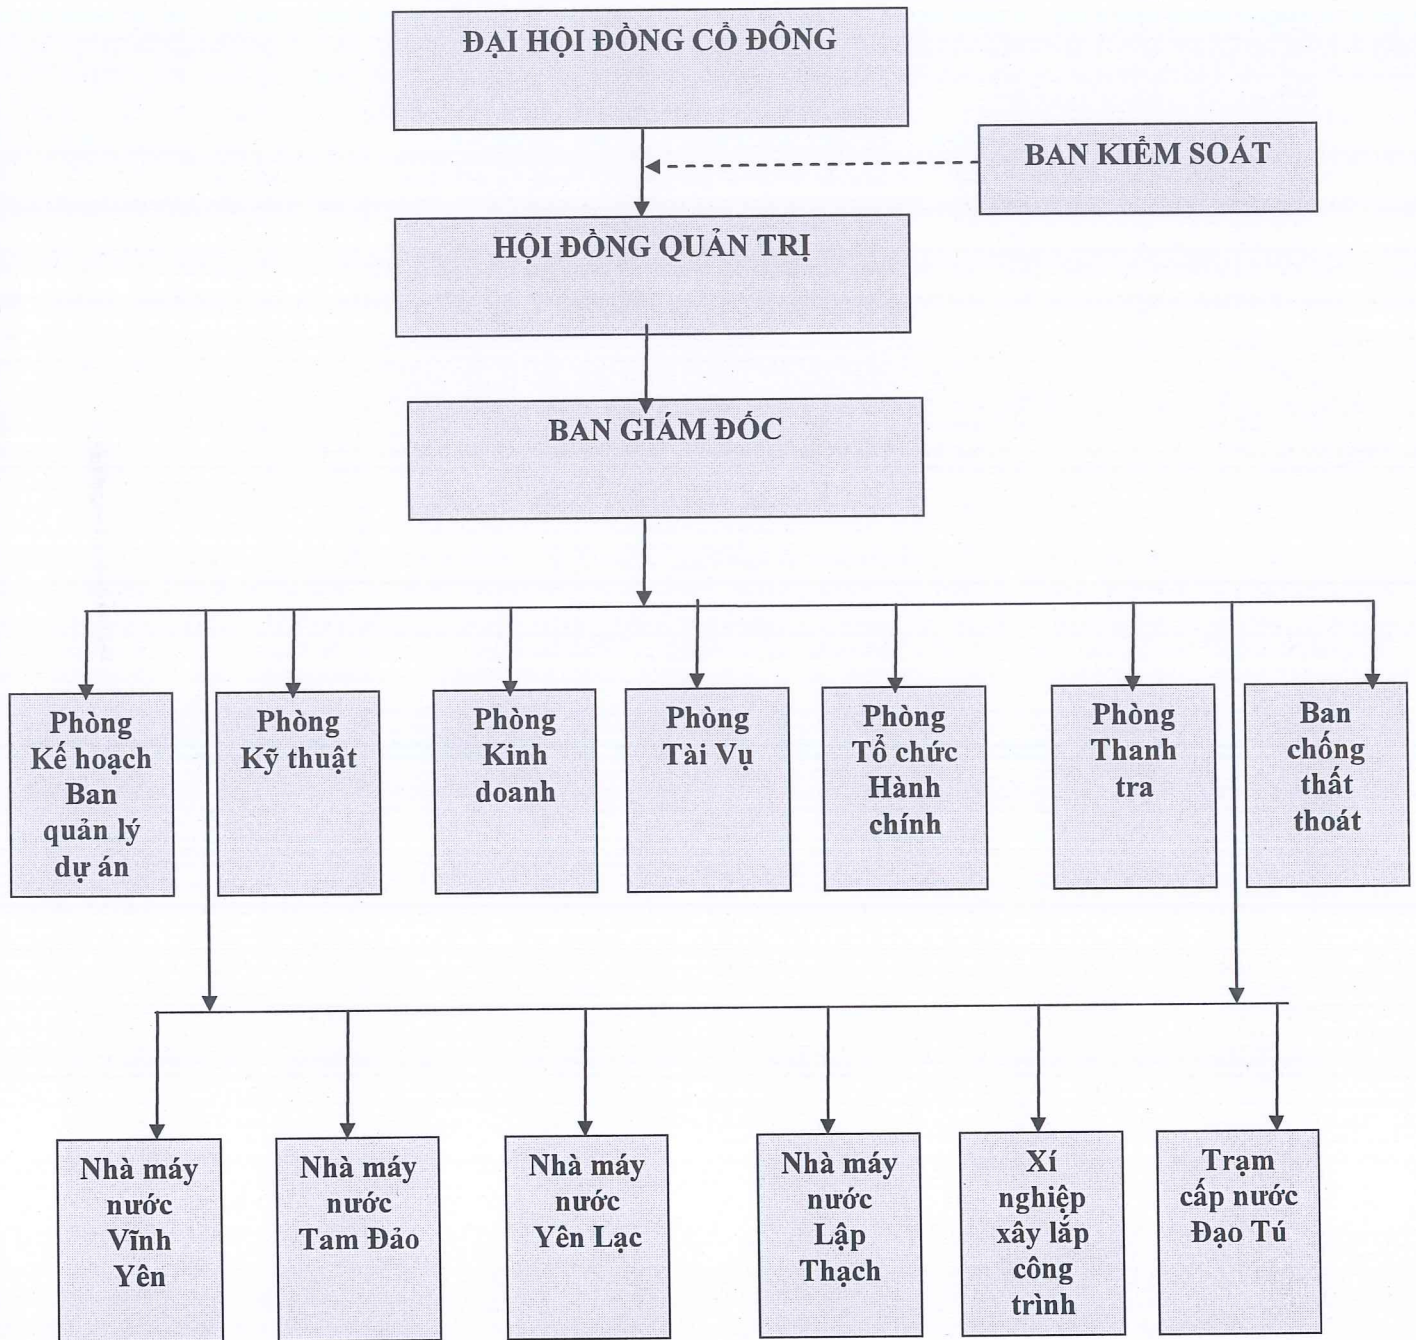 ĐẠI HỘI ĐỒNG CỔ ĐÔNG
BAN KIỂM SOÁT
HỘI ĐỒNG QUẢN TRỊ
BAN GIÁM ĐỐC
Phòng
Kế hoạch
Ban
quản lý
dự án
Phòng
Kỹ thuật
Phòng
Kinh
doanh
Phòng
Tài Vụ
Phòng
Tổ chức
Hành
chính
Phòng
Thanh
tra
Ban
chống
thất
thoát
Nhà máy
nước
Vĩnh
Yên
Nhà máy
nước
Tam Đảo
Nhà máy
nước
Yên Lạc
Nhà máy
nước
Lập
Thạch
Xí
nghiệp
xây lắp
công
trình
Trạm
cấp nước
Đạo Tú